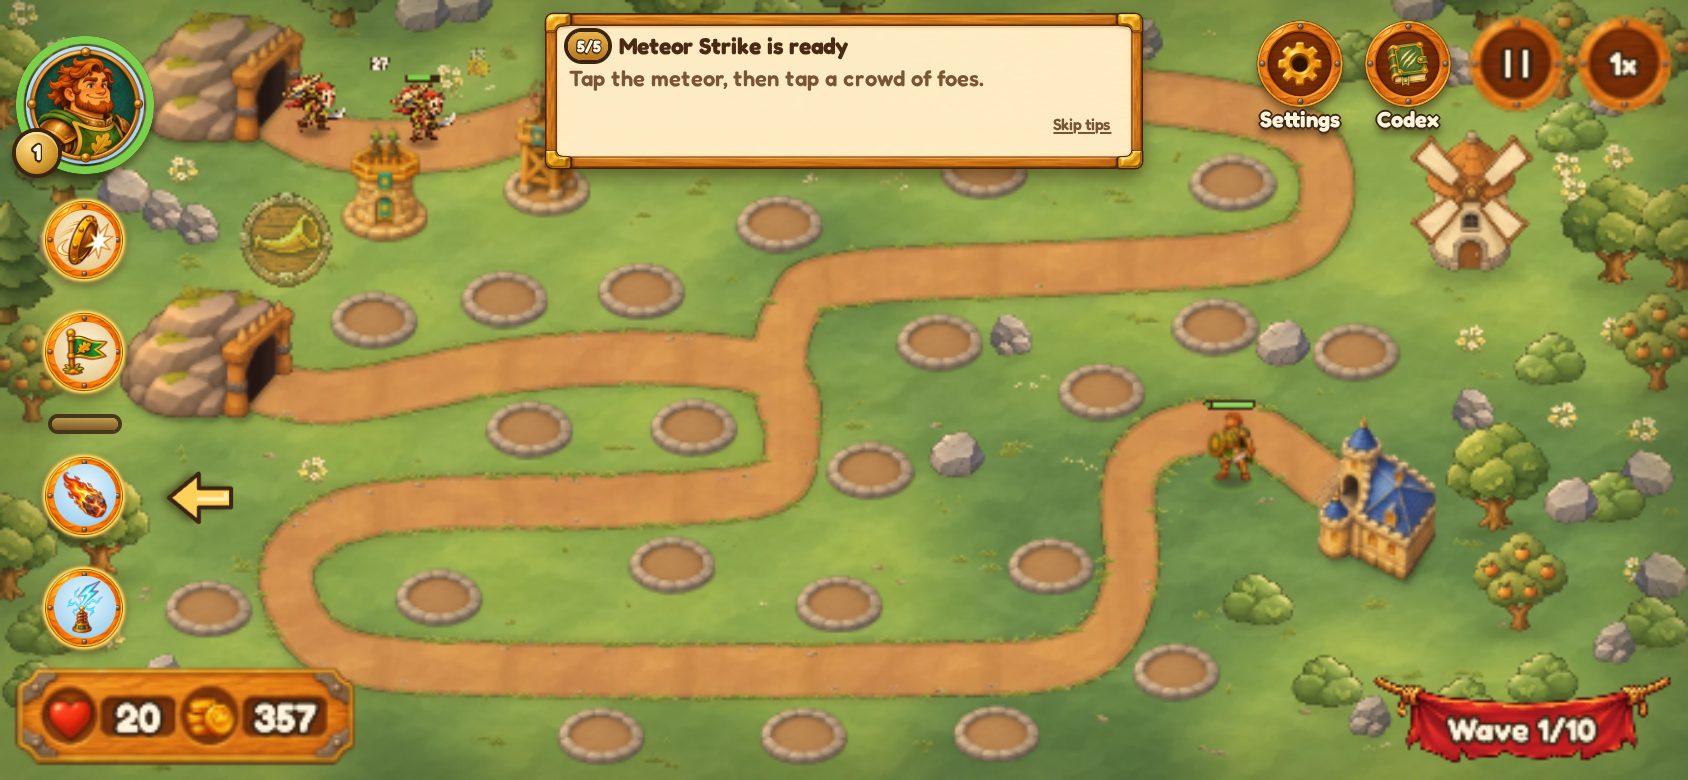 5/5 Meteor Strike is ready
Tap the meteor, then tap a crowd of foes.
Skip tips
1x
Settings
Codex
27
1
20
357
Wave 1/10